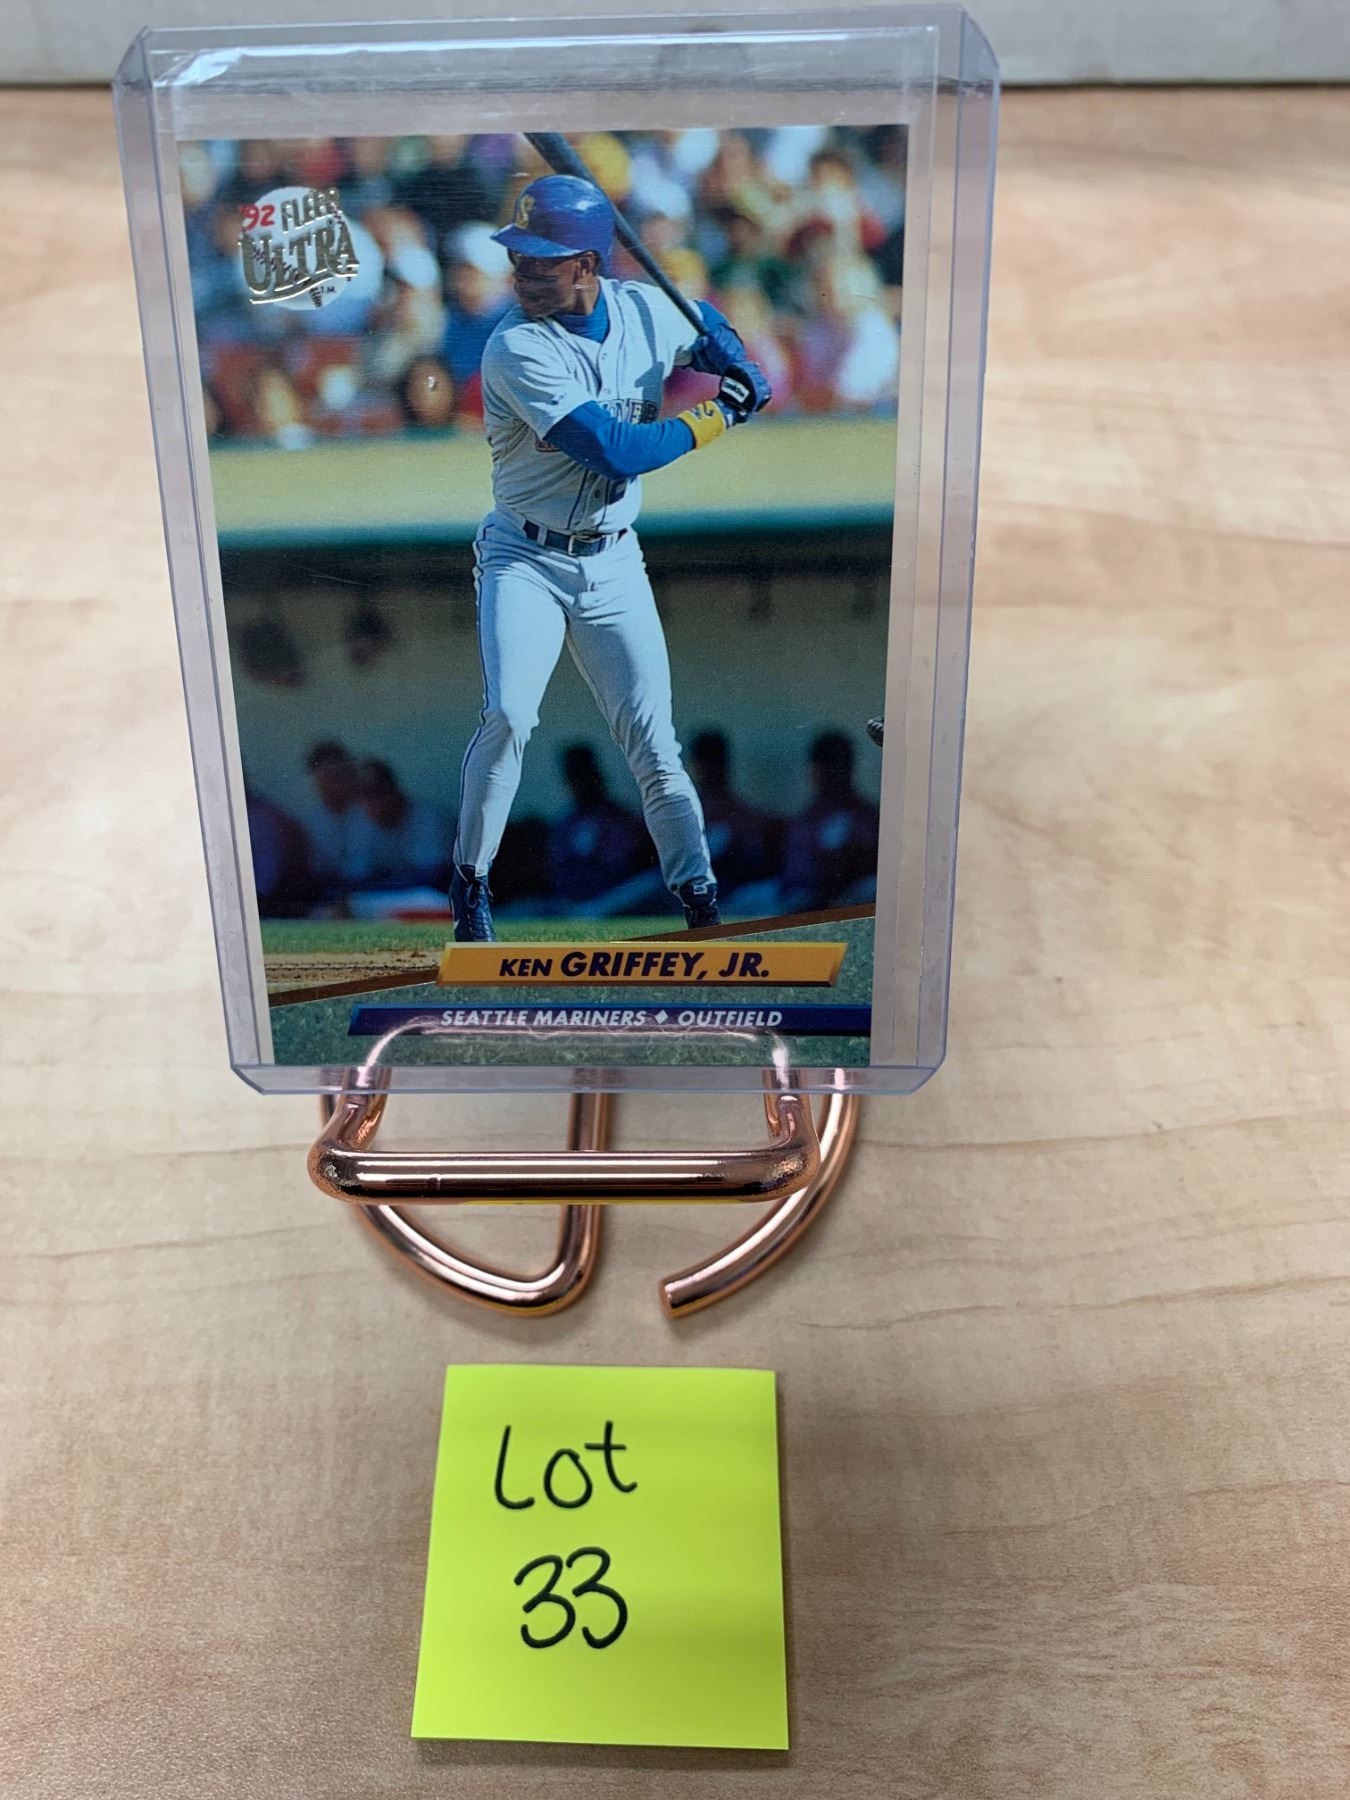 '92 FLEER
ULTRA
T.M.
S
KEN GRIFFEY, JR.
SEATTLE MARINERS ♦ OUTFIELD
Lot
33